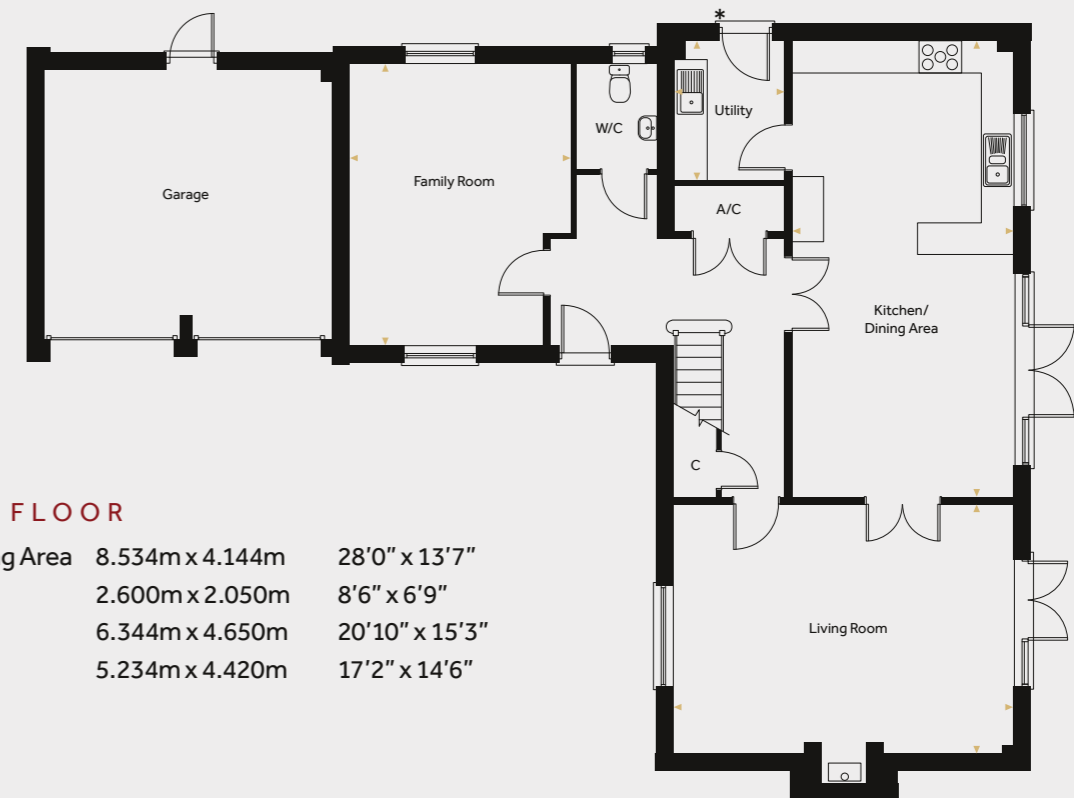 *
Utility
W/C
Garage
Family Room
A/C
Kitchen/
Dining Area
C
Living Room
FLOOR
g Area 8.534m x 4.144m 28'0" x 13'7"
2.600m x 2.050m 8'6" x 6'9"
6.344m x 4.650m 20'10" x 15'3"
5.234m x 4.420m 17'2" x 14'6"